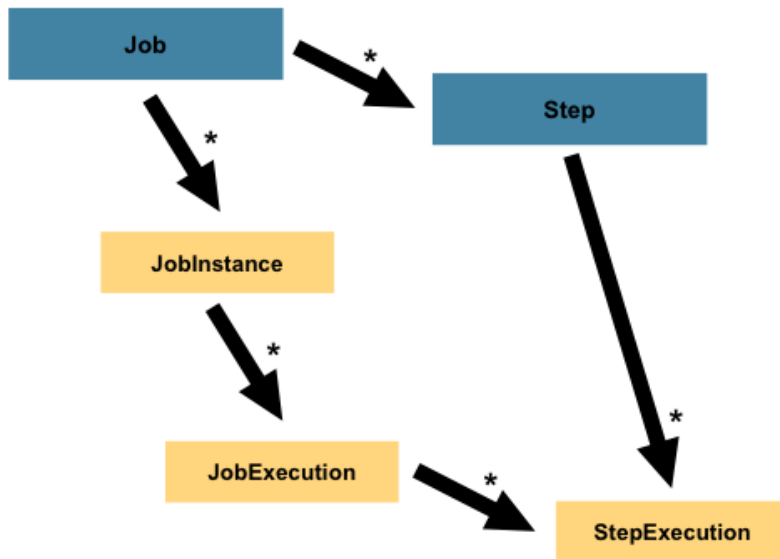 Job
*
Step
*
JobInstance
*
*
JobExecution
*
StepExecution